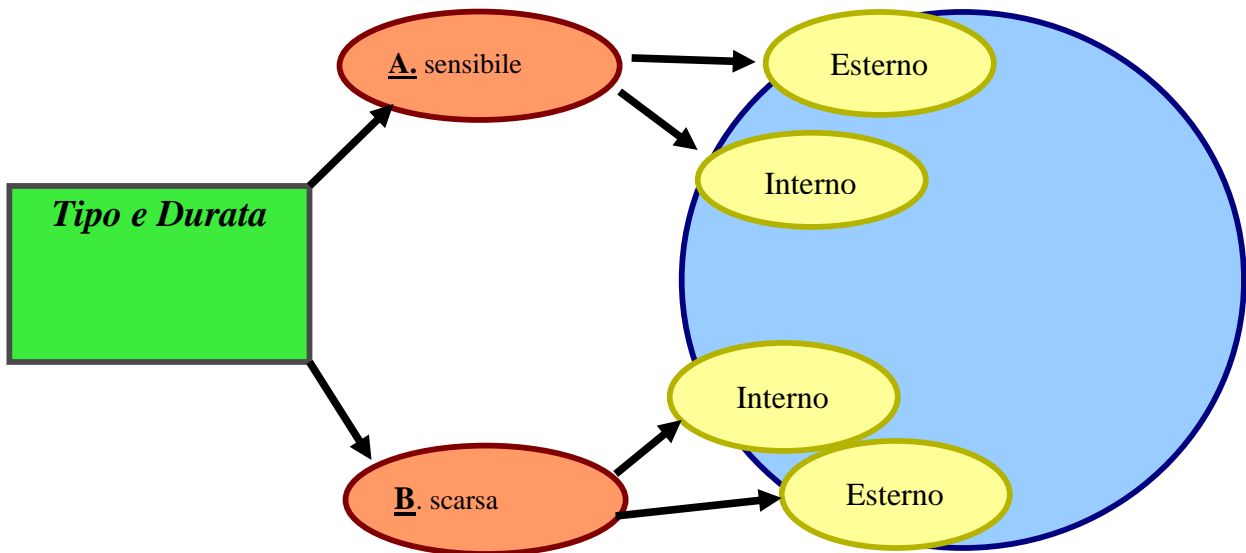 A. sensibile
Esterno
Interno
Tipo e Durata
Interno
B. scarsa
Esterno